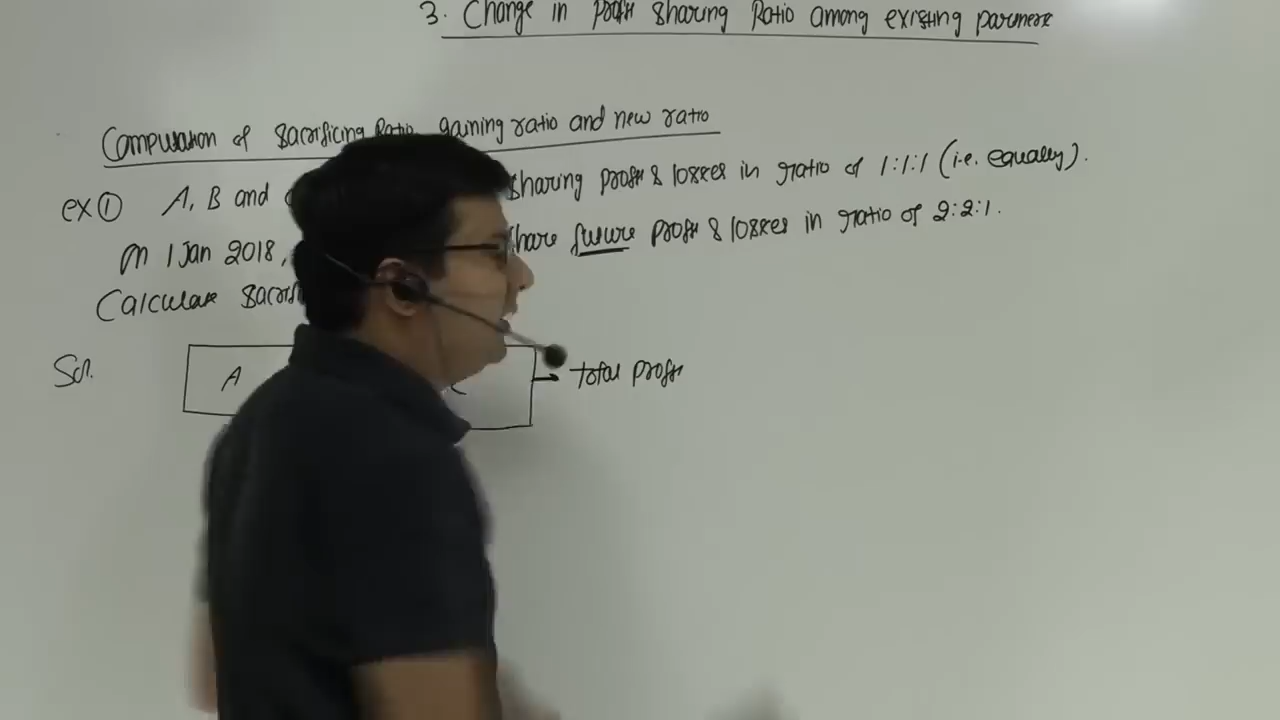 3. Change in Profit Sharing Ratio among existing partners
Computation of Sacrificing Ratio, gaining ratio and new ratio
ex ① A, B and sharing profit & losses in ratio of 1:1:1 (i.e. equally).
on 1 Jan 2018, share future profit & losses in ratio of 2:2:1.
Calculate
Sol.
A C → total profit